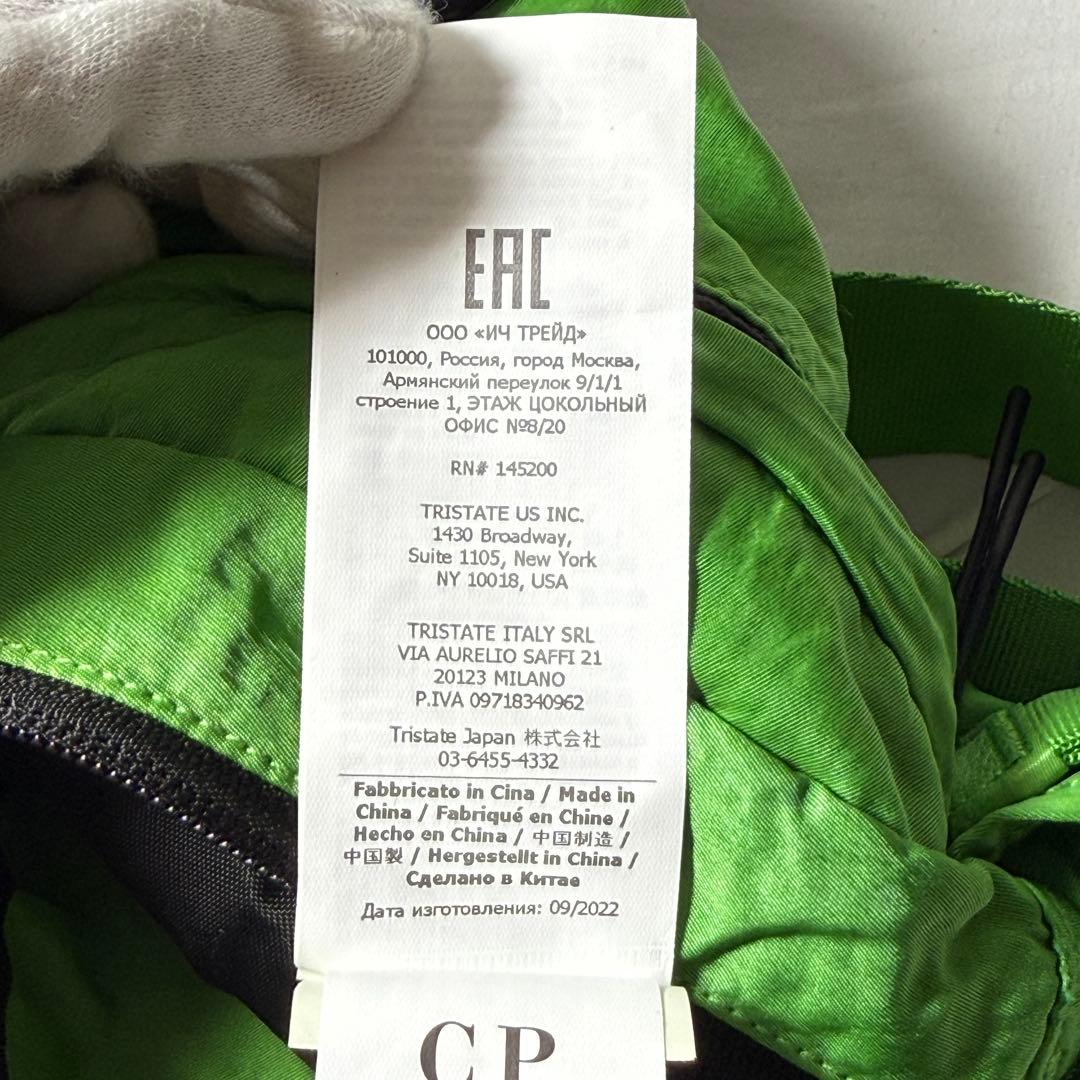 EAC
ООО «ИЧ ТРЕЙД»
101000, Россия, город Москва,
Армянский переулок 9/1/1
строение 1, ЭТАЖ ЦОКОЛЬНЫЙ
ОФИС №8/20
RN# 145200
TRISTATE US INC.
1430 Broadway,
Suite 1105, New York
NY 10018, USA
TRISTATE ITALY SRL
VIA AURELIO SAFFI 21
20123 MILANO
P.IVA 09718340962
Tristate Japan 株式会社
03-6455-4332
Fabbricato in Cina / Made in
China / Fabriqué en Chine /
Hecho en China / 中国制造 /
中国製 / Hergestellt in China /
Сделано в Китае
Дата изготовления: 09/2022
CP